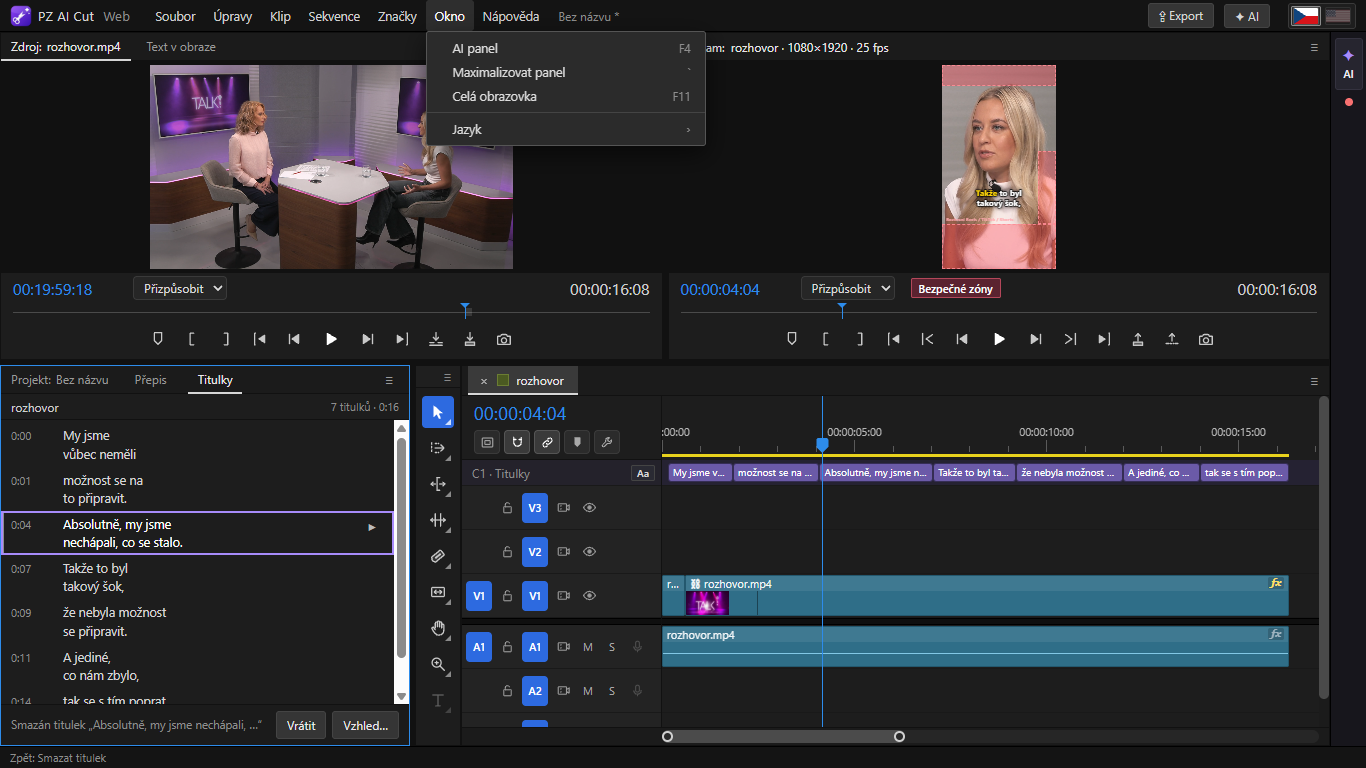 PZ AI Cut Web
Soubor Úpravy Klip Sekvence Značky Okno Nápověda Bez názvu *
Export
AI
Zdroj: rozhovor.mp4 Text v obraze
AI panel F4
Maximalizovat panel `
Celá obrazovka F11
Jazyk ›
am: rozhovor · 1080×1920 · 25 fps
AI
TALK
Takže to byl
takový šok,
00:19:59:18 Přizpůsobit 00:00:16:08
00:00:04:04 Přizpůsobit Bezpečné zóny 00:00:16:08
Projekt: Bez názvu Přepis Titulky
rozhovor 7 titulků · 0:16
0:00 My jsme
vůbec neměli
0:01 možnost se na
to připravit.
0:04 Absolutně, my jsme
nechápali, co se stalo.
0:07 Takže to byl
takový šok,
0:09 že nebyla možnost
se připravit.
0:11 A jediné,
co nám zbylo,
0:14 tak se s tím poprat
Smazán titulek „Absolutně, my jsme nechápali, ...“ Vrátit Vzhled...
× rozhovor
00:00:04:04
:00:00 00:00:05:00 00:00:10:00 00:00:15:00
C1 · Titulky Aa
My jsme v... možnost se na ... Absolutně, my jsme n... Takže to byl ta... že nebyla možnost ... A jediné, co ... tak se s tím pop...
V3
V2
V1 V1
r... rozhovor.mp4 fx
TALK
A1 A1 M S
rozhovor.mp4 fx
A2 M S
Zpět: Smazat titulek